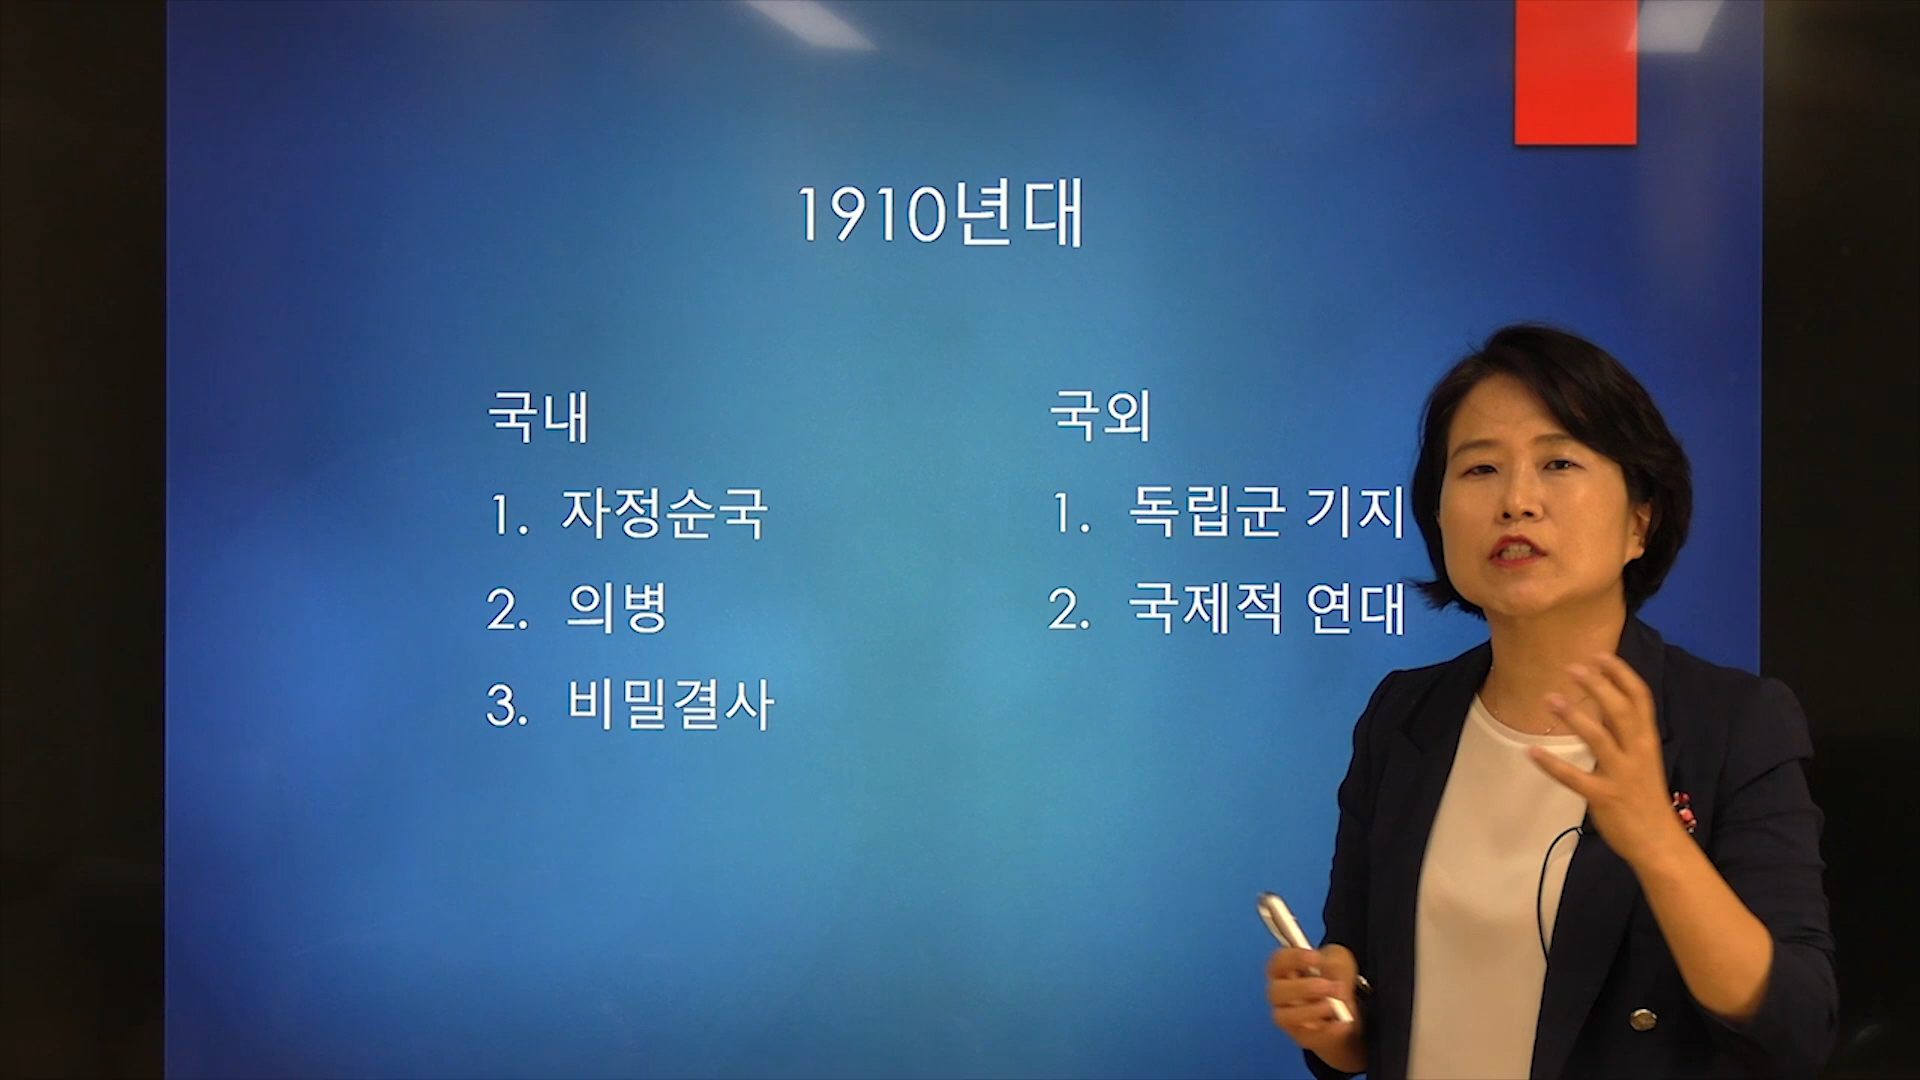 1910년대
국내
1. 자정순국
2. 의병
3. 비밀결사
국외
1. 독립군 기지
2. 국제적 연대